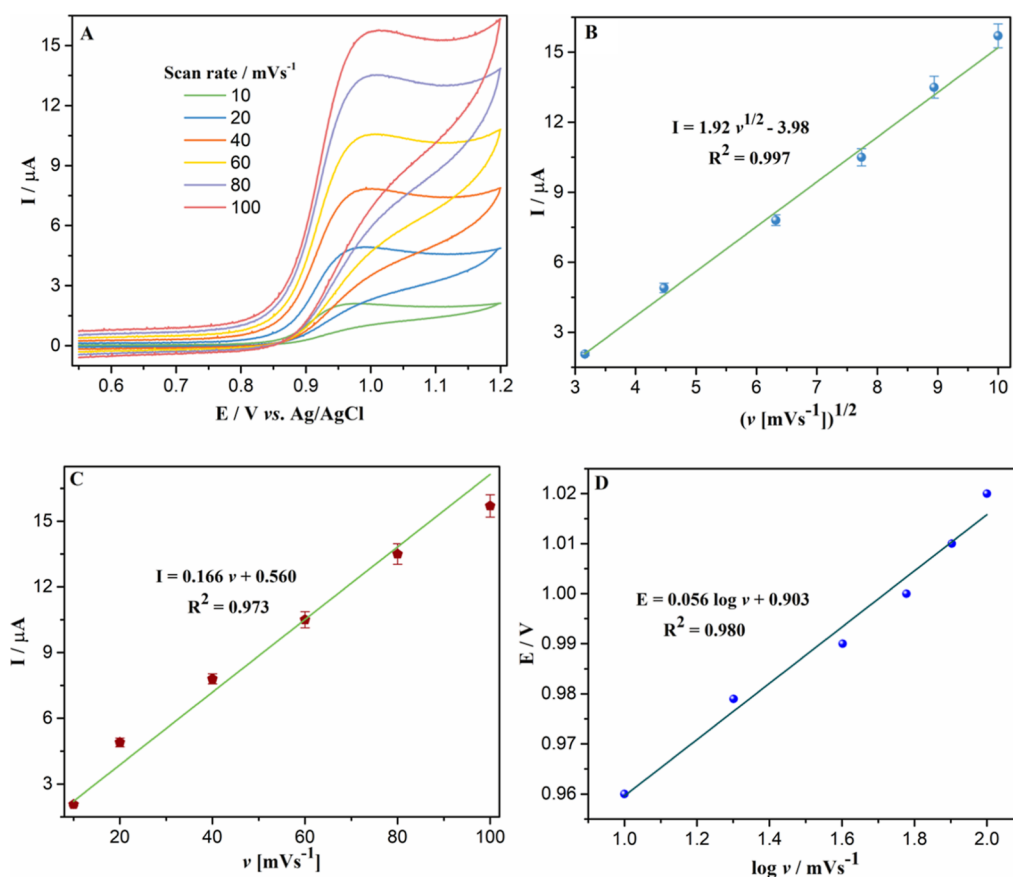 A
Scan rate / mVs⁻¹
10
20
40
60
80
100
15
12
9
6
3
0
I / µA
0.6 0.7 0.8 0.9 1.0 1.1 1.2
E / V vs. Ag/AgCl
B
I = 1.92 v^1/2 - 3.98
R² = 0.997
15
12
9
6
3
I / µA
3 4 5 6 7 8 9 10
(v [mVs⁻¹])^1/2
C
I = 0.166 v + 0.560
R² = 0.973
15
12
9
6
3
I / µA
20 40 60 80 100
v [mVs⁻¹]
D
E = 0.056 log v + 0.903
R² = 0.980
1.02
1.01
1.00
0.99
0.98
0.97
0.96
E / V
1.0 1.2 1.4 1.6 1.8 2.0
log v / mVs⁻¹